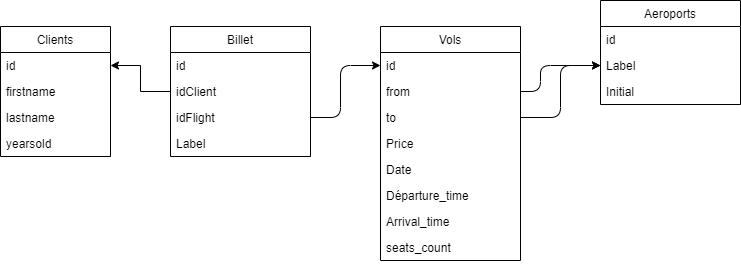 Clients
id
firstname
lastname
yearsold
Billet
id
idClient
idFlight
Label
Vols
id
from
to
Price
Date
Départure_time
Arrival_time
seats_count
Aeroports
id
Label
Initial